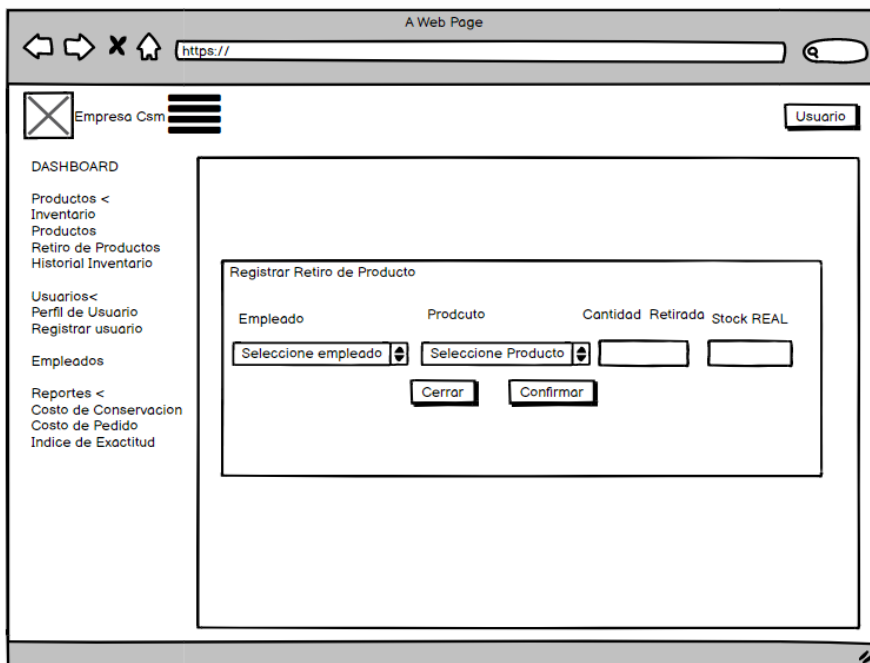 A Web Page
https://
Empresa Csm
Usuario
DASHBOARD
Productos <
Inventario
Productos
Retiro de Productos
Historial Inventario
Usuarios<
Perfil de Usuario
Registrar usuario
Empleados
Reportes <
Costo de Conservacion
Costo de Pedido
Indice de Exactitud
Registrar Retiro de Producto
Empleado
Prodcuto
Cantidad Retirada
Stock REAL
Seleccione empleado
Seleccione Producto
Cerrar
Confirmar